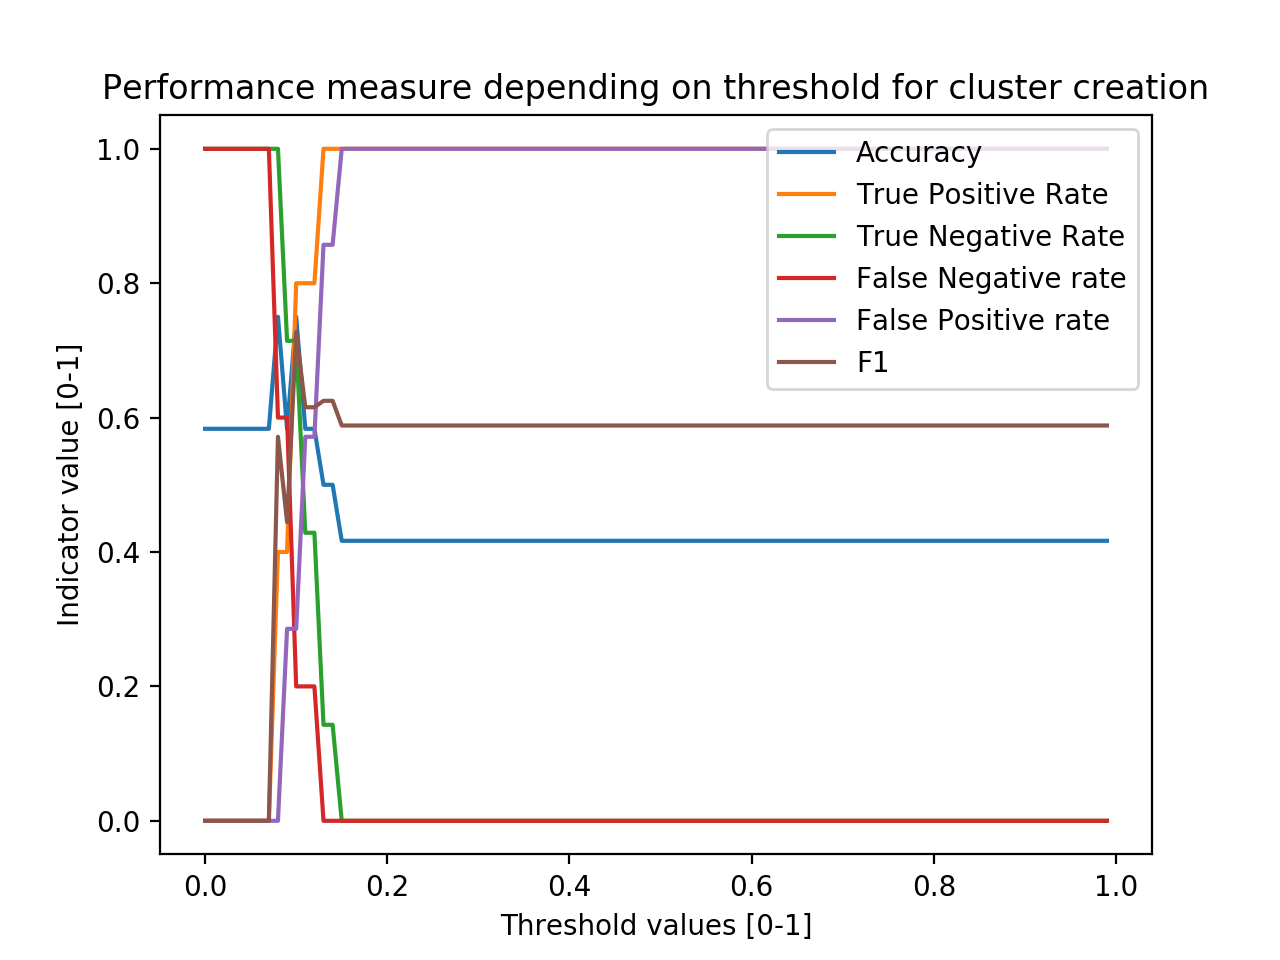 Performance measure depending on threshold for cluster creation
1.0
0.8
0.6
0.4
0.2
0.0
Indicator value [0-1]
Accuracy
True Positive Rate
True Negative Rate
False Negative rate
False Positive rate
F1
0.0 0.2 0.4 0.6 0.8 1.0
Threshold values [0-1]